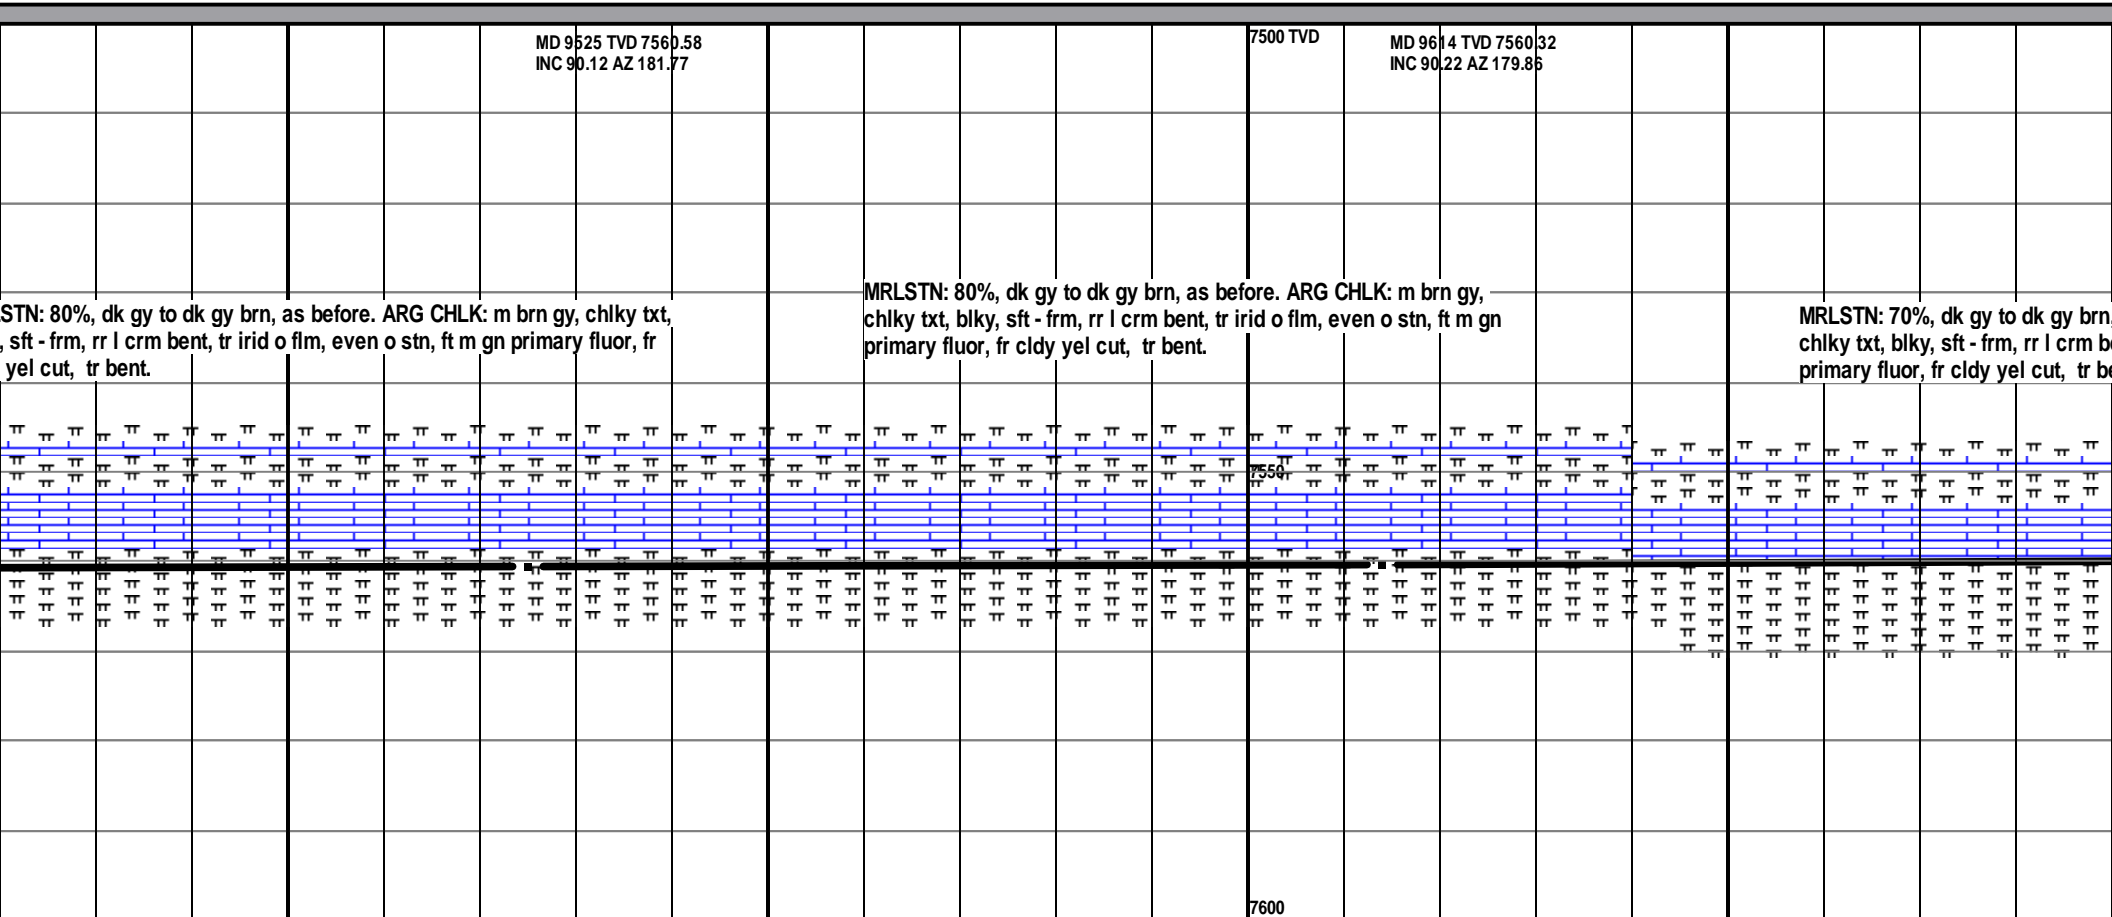 MD 9525 TVD 7560.58
INC 90.12 AZ 181.77
7500 TVD
MD 9614 TVD 7560.32
INC 90.22 AZ 179.86
STN: 80%, dk gy to dk gy brn, as before. ARG CHLK: m brn gy, chlky txt,
, sft - frm, rr l crm bent, tr irid o flm, even o stn, ft m gn primary fluor, fr
yel cut, tr bent.
MRLSTN: 80%, dk gy to dk gy brn, as before. ARG CHLK: m brn gy,
chlky txt, blky, sft - frm, rr l crm bent, tr irid o flm, even o stn, ft m gn
primary fluor, fr cldy yel cut, tr bent.
MRLSTN: 70%, dk gy to dk gy brn,
chlky txt, blky, sft - frm, rr l crm b
primary fluor, fr cldy yel cut, tr b
7550
7600